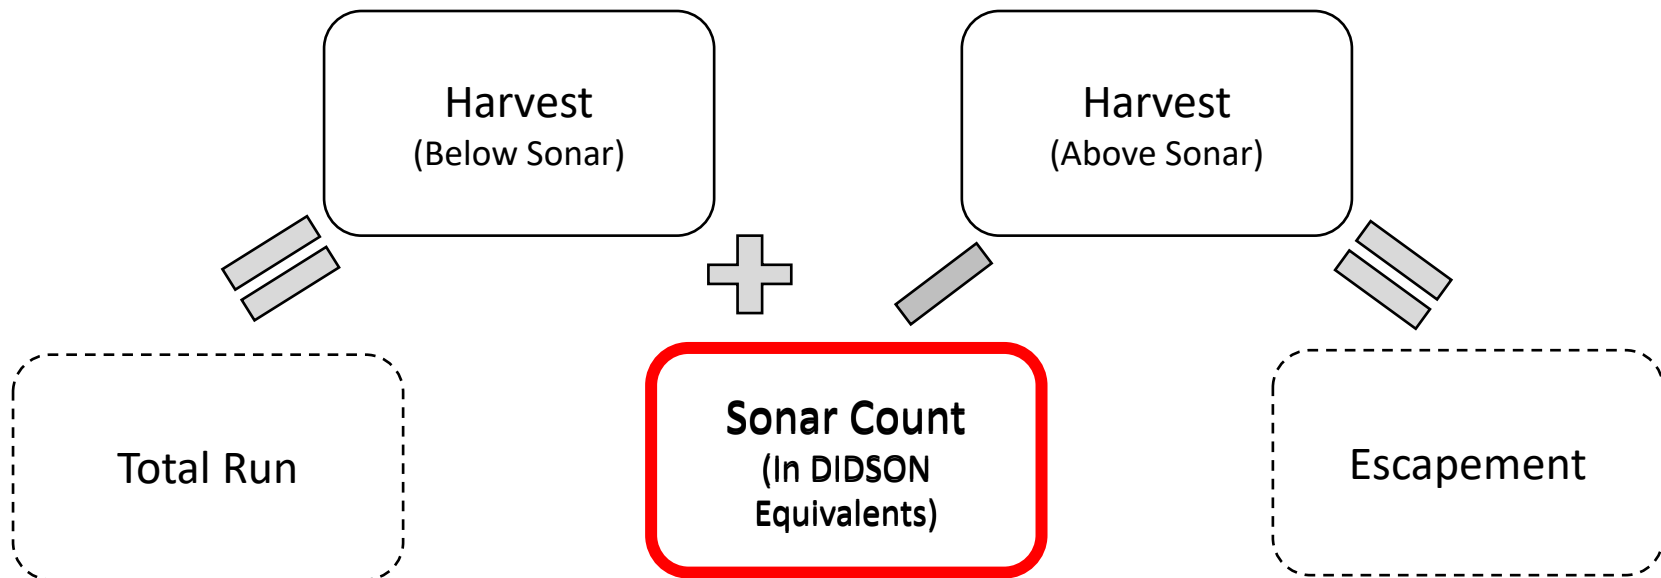 Harvest
(Below Sonar)
Harvest
(Above Sonar)
Total Run
Sonar Count
(In DIDSON
Equivalents)
Escapement